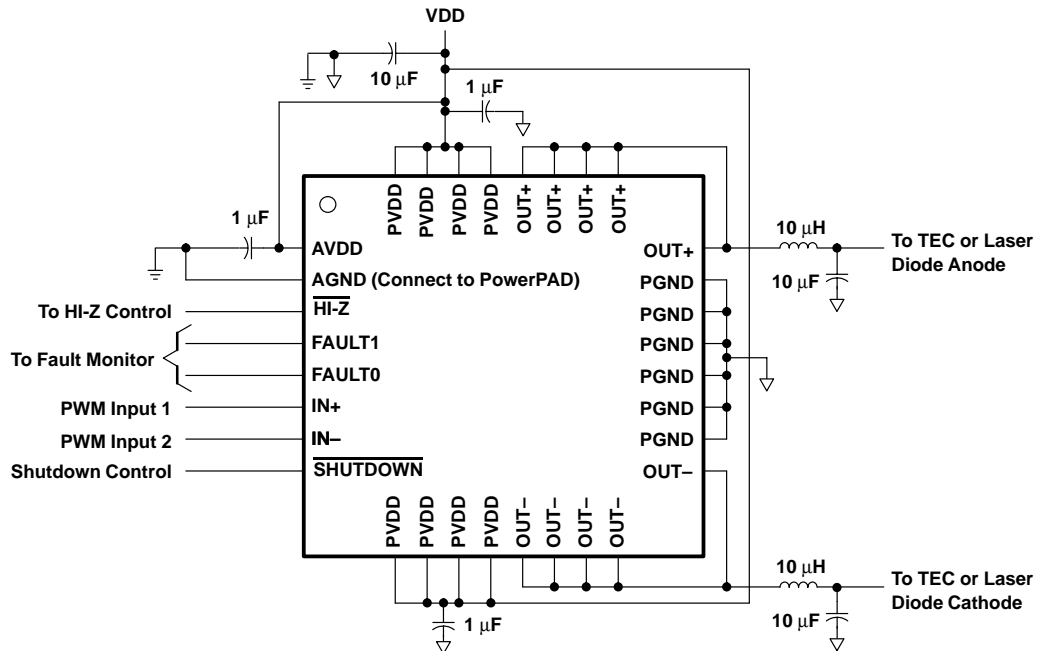 VDD
10 μF
1 μF
PVDD
PVDD
PVDD
PVDD
OUT+
OUT+
OUT+
OUT+
1 μF
AVDD
AGND (Connect to PowerPAD)
To HI-Z Control
HI-Z
To Fault Monitor
FAULT1
FAULT0
PWM Input 1
IN+
PWM Input 2
IN–
Shutdown Control
SHUTDOWN
OUT+
PGND
PGND
PGND
PGND
PGND
PGND
OUT–
10 μH
10 μF
To TEC or Laser
Diode Anode
PVDD
PVDD
PVDD
PVDD
OUT–
OUT–
OUT–
OUT–
1 μF
10 μH
10 μF
To TEC or Laser
Diode Cathode